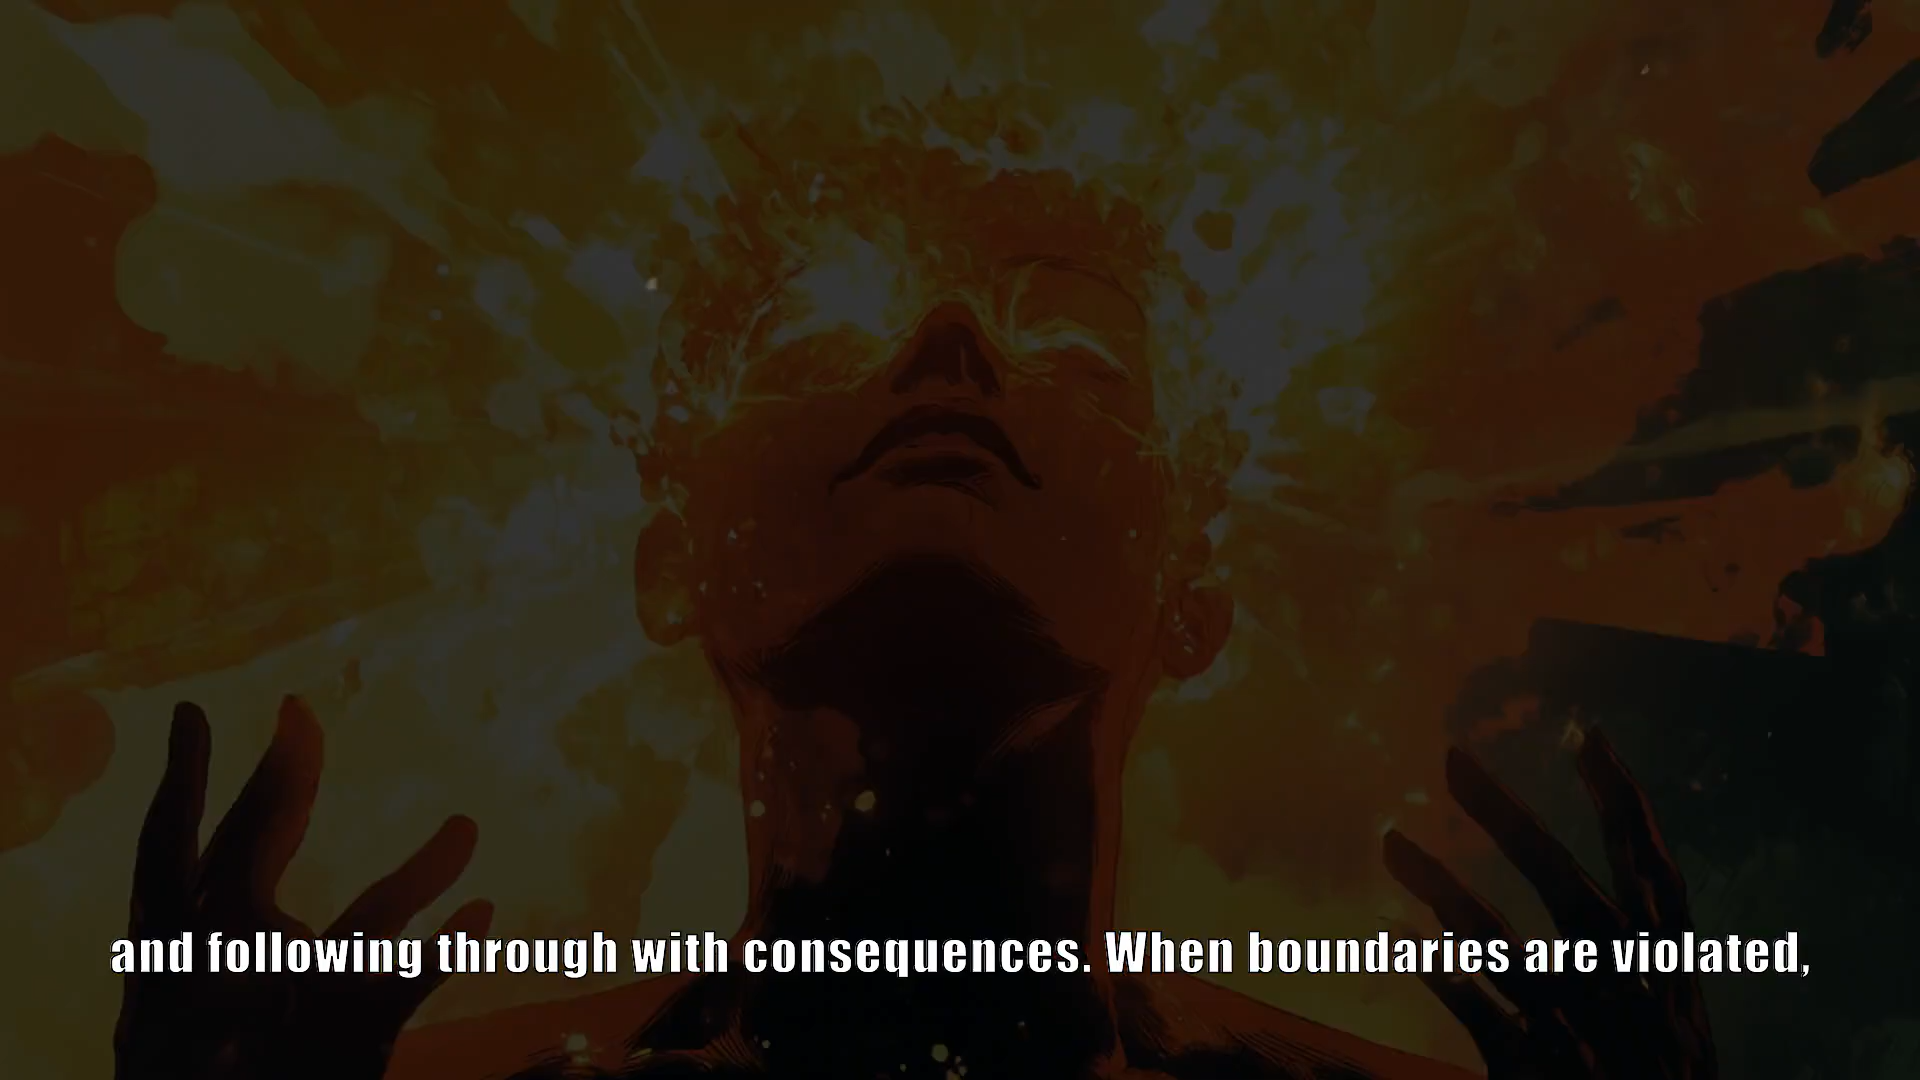 and following through with consequences. When boundaries are violated,